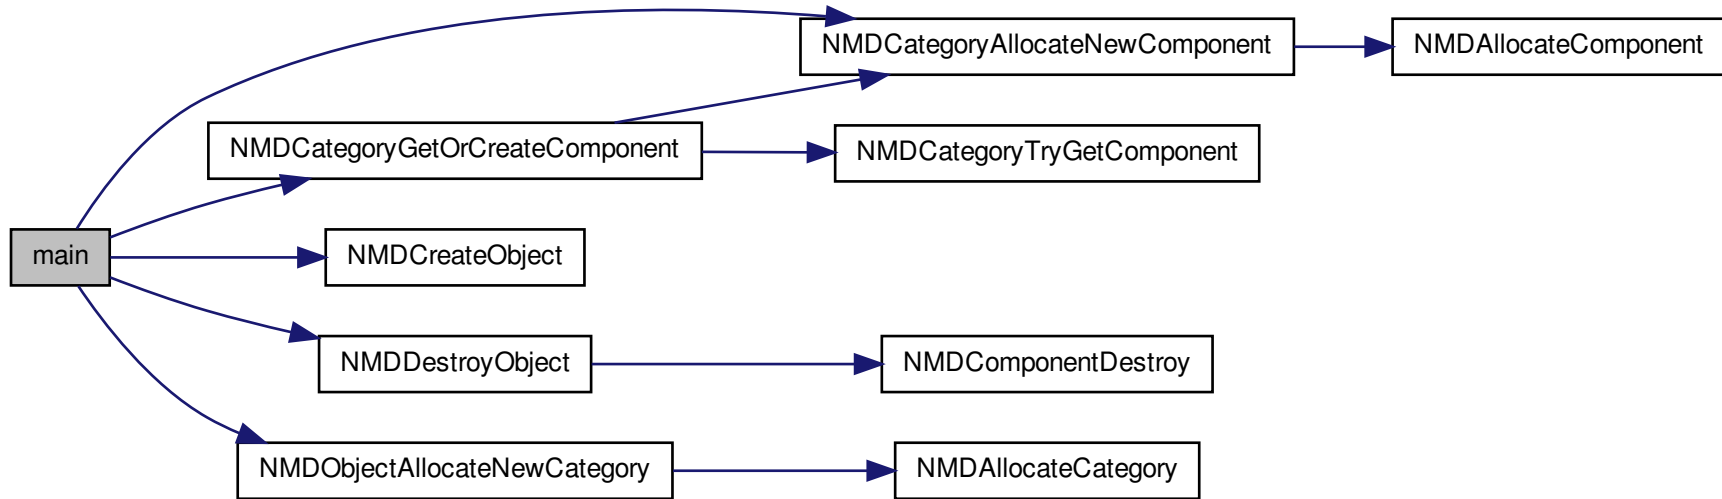 NMDCategoryAllocateNewComponent
NMDAllocateComponent
NMDCategoryGetOrCreateComponent
NMDCategoryTryGetComponent
main
NMDCreateObject
NMDDestroyObject
NMDComponentDestroy
NMDObjectAllocateNewCategory
NMDAllocateCategory